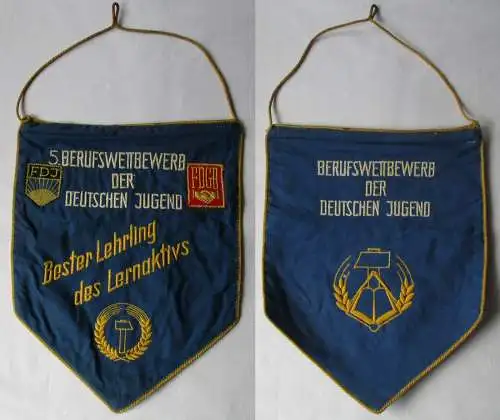 5. BERUFSWETTBEWERB
DER
DEUTSCHEN JUGEND
FDJ
FDGB
Bester Lehrling
des Lernaktivs
BERUFSWETTBEWERB
DER
DEUTSCHEN JUGEND